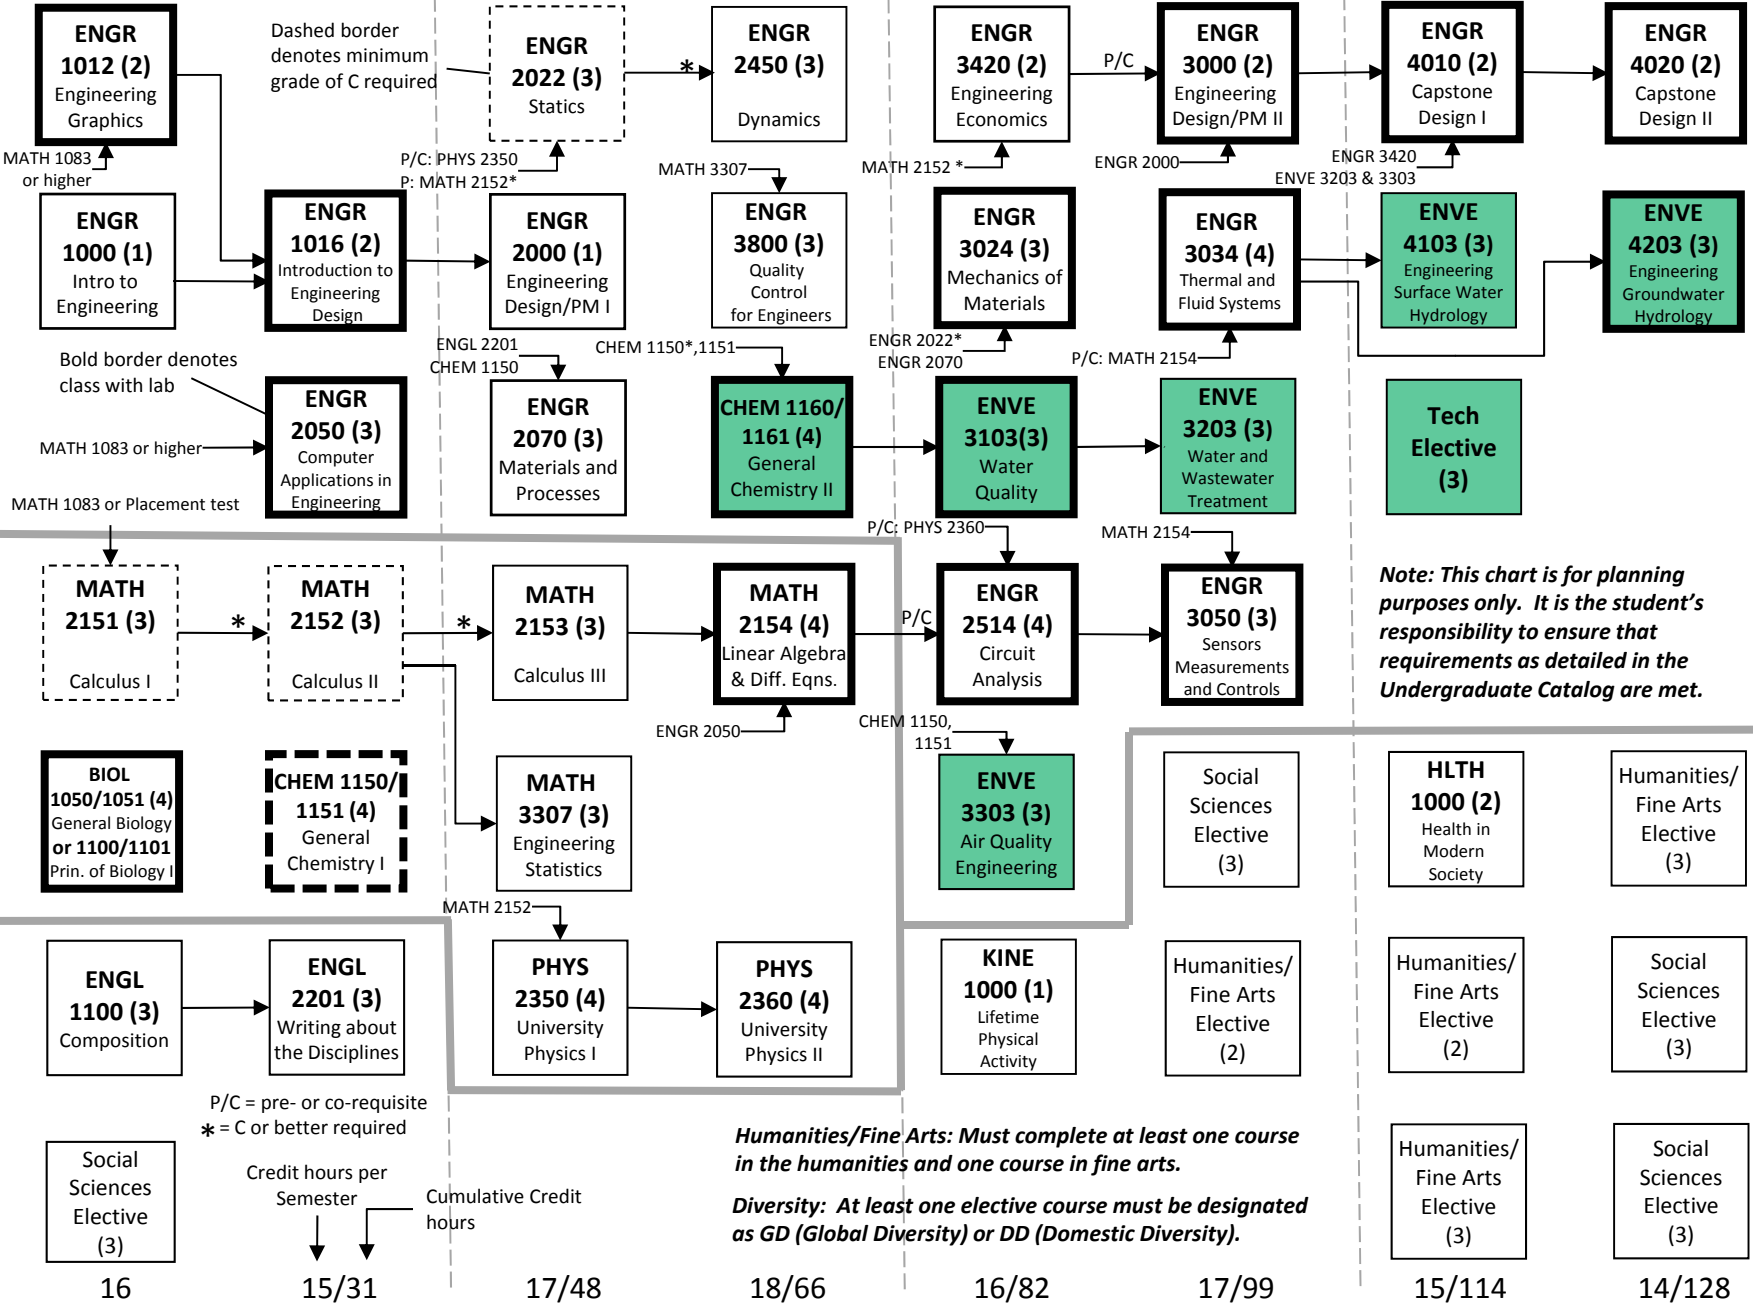 ENGR
1012 (2)
Engineering
Graphics
Dashed border
denotes minimum
grade of C required
ENGR
2022 (3)
Statics
*
ENGR
2450 (3)
Dynamics
ENGR
3420 (2)
Engineering
Economics
P/C
ENGR
3000 (2)
Engineering
Design/PM II
ENGR
4010 (2)
Capstone
Design I
ENGR
4020 (2)
Capstone
Design II
MATH 1083
or higher
P/C: PHYS 2350
P: MATH 2152*
MATH 3307
MATH 2152 *
ENGR 2000
ENGR 3420
ENVE 3203 & 3303
ENGR
1000 (1)
Intro to
Engineering
ENGR
1016 (2)
Introduction to
Engineering
Design
ENGR
2000 (1)
Engineering
Design/PM I
ENGR
3800 (3)
Quality
Control
for Engineers
ENGR
3024 (3)
Mechanics of
Materials
ENGR
3034 (4)
Thermal and
Fluid Systems
ENVE
4103 (3)
Engineering
Surface Water
Hydrology
ENVE
4203 (3)
Engineering
Groundwater
Hydrology
Bold border denotes
class with lab
ENGL 2201
CHEM 1150
CHEM 1150*,1151
ENGR 2022*
ENGR 2070
P/C: MATH 2154
MATH 1083 or higher
ENGR
2050 (3)
Computer
Applications in
Engineering
ENGR
2070 (3)
Materials and
Processes
CHEM 1160/
1161 (4)
General
Chemistry II
ENVE
3103(3)
Water
Quality
ENVE
3203 (3)
Water and
Wastewater
Treatment
Tech
Elective
(3)
MATH 1083 or Placement test
P/C: PHYS 2360
MATH 2154
MATH
2151 (3)
Calculus I
*
MATH
2152 (3)
Calculus II
*
MATH
2153 (3)
Calculus III
MATH
2154 (4)
Linear Algebra
& Diff. Eqns.
P/C
ENGR
2514 (4)
Circuit
Analysis
ENGR
3050 (3)
Sensors
Measurements
and Controls
Note: This chart is for planning
purposes only.  It is the student’s
responsibility to ensure that
requirements as detailed in the
Undergraduate Catalog are met.
ENGR 2050
CHEM 1150,
1151
BIOL
1050/1051 (4)
General Biology
or 1100/1101
Prin. of Biology I
CHEM 1150/
1151 (4)
General
Chemistry I
MATH
3307 (3)
Engineering
Statistics
ENVE
3303 (3)
Air Quality
Engineering
Social
Sciences
Elective
(3)
HLTH
1000 (2)
Health in
Modern
Society
Humanities/
Fine Arts
Elective
(3)
MATH 2152
ENGL
1100 (3)
Composition
ENGL
2201 (3)
Writing about
the Disciplines
PHYS
2350 (4)
University
Physics I
PHYS
2360 (4)
University
Physics II
KINE
1000 (1)
Lifetime
Physical
Activity
Humanities/
Fine Arts
Elective
(2)
Humanities/
Fine Arts
Elective
(2)
Social
Sciences
Elective
(3)
P/C = pre- or co-requisite
* = C or better required
Social
Sciences
Elective
(3)
Credit hours per
Semester
Cumulative Credit
hours
Humanities/Fine Arts: Must complete at least one course
in the humanities and one course in fine arts.
Diversity:  At least one elective course must be designated
as GD (Global Diversity) or DD (Domestic Diversity).
Humanities/
Fine Arts
Elective
(3)
Social
Sciences
Elective
(3)
16
15/31
17/48
18/66
16/82
17/99
15/114
14/128